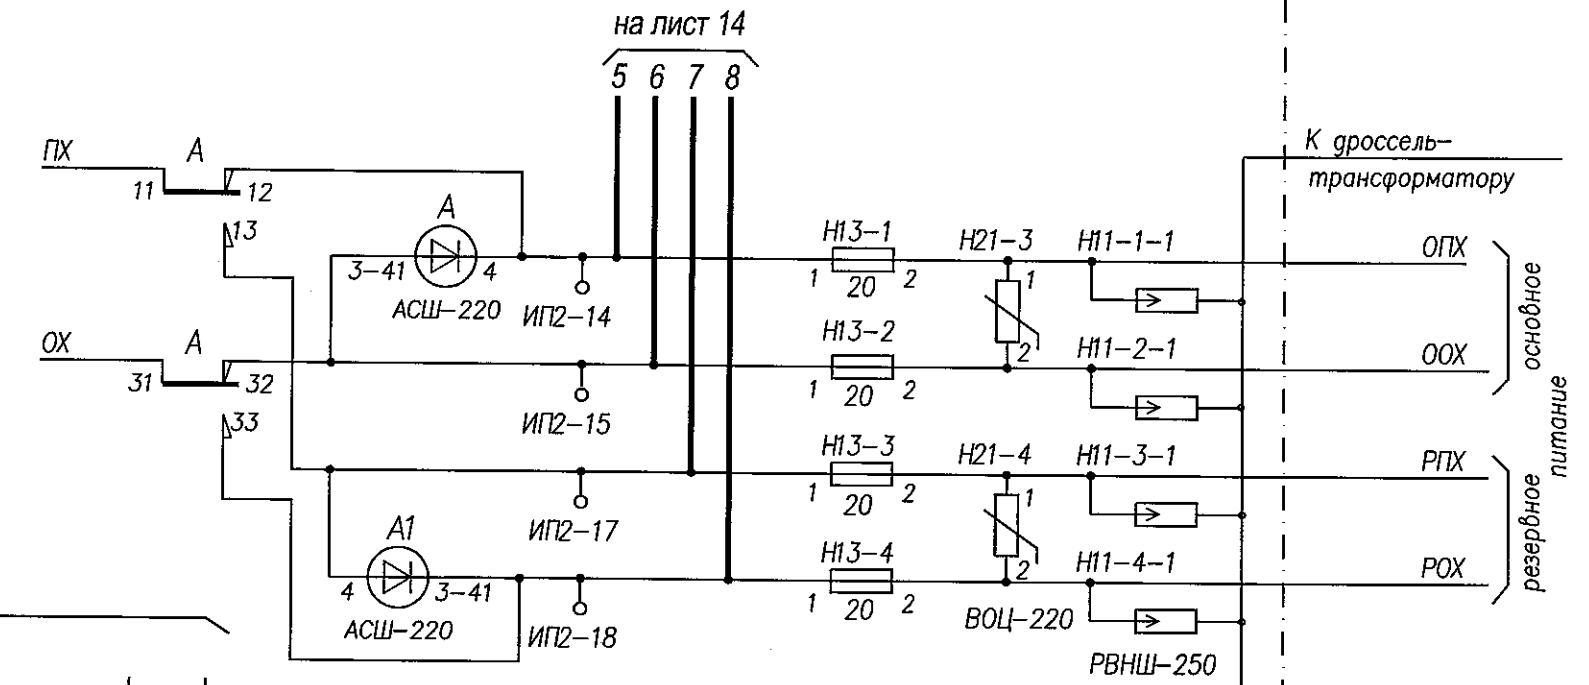 на лист 14
5 6 7 8
К дроссель-
трансформатору
ПХ
А
11
12
13
А
3-41
4
АСШ-220
ИП2-14
Н13-1
1
20
2
Н21-3
1
2
Н11-1-1
ОПХ
ОХ
А
31
32
33
ИП2-15
Н13-2
1
20
2
Н11-2-1
ООХ
основное
питание
ИП2-17
Н13-3
1
20
2
Н21-4
1
2
Н11-3-1
РПХ
А1
4
3-41
АСШ-220
ИП2-18
Н13-4
1
20
2
ВОЦ-220
Н11-4-1
РОХ
резервное
РВНШ-250